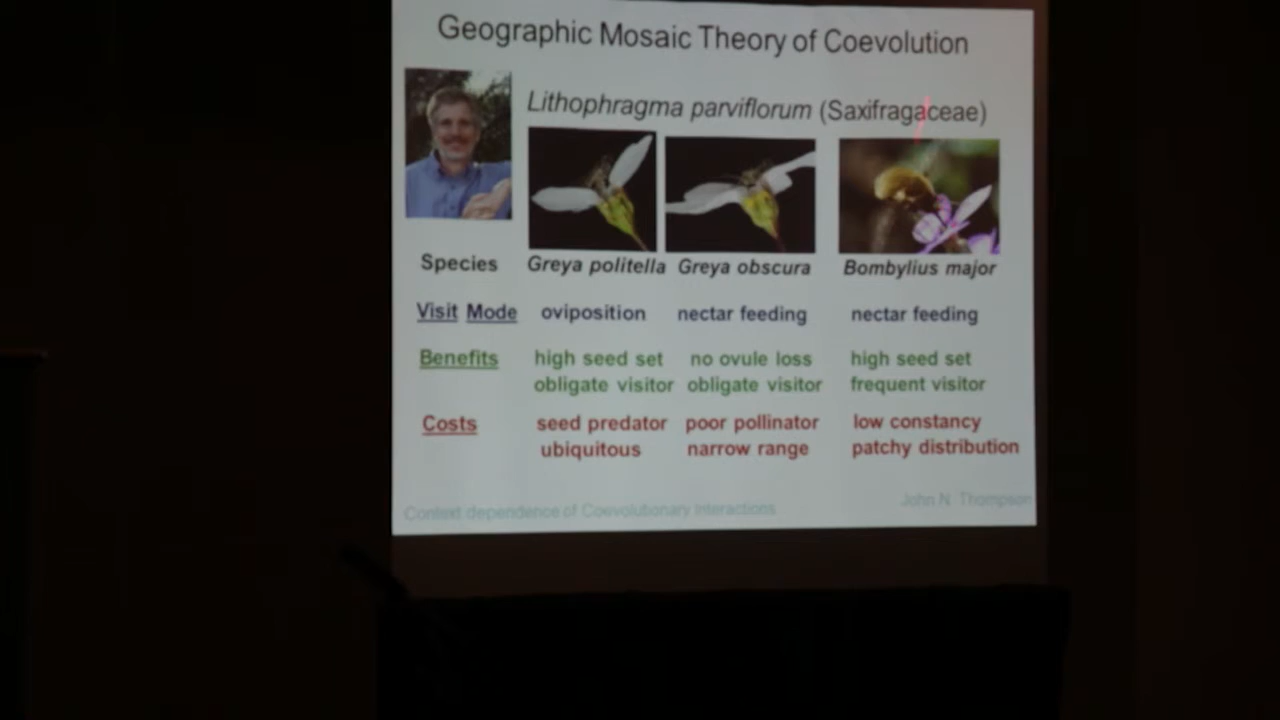 Geographic Mosaic Theory of Coevolution
Lithophragma parviflorum (Saxifragaceae)
Species Greya politella Greya obscura Bombylius major
Visit Mode oviposition nectar feeding nectar feeding
Benefits high seed set no ovule loss high seed set
obligate visitor obligate visitor frequent visitor
Costs seed predator poor pollinator low constancy
ubiquitous narrow range patchy distribution
Context dependence of Coevolutionary Interactions John N. Thompson